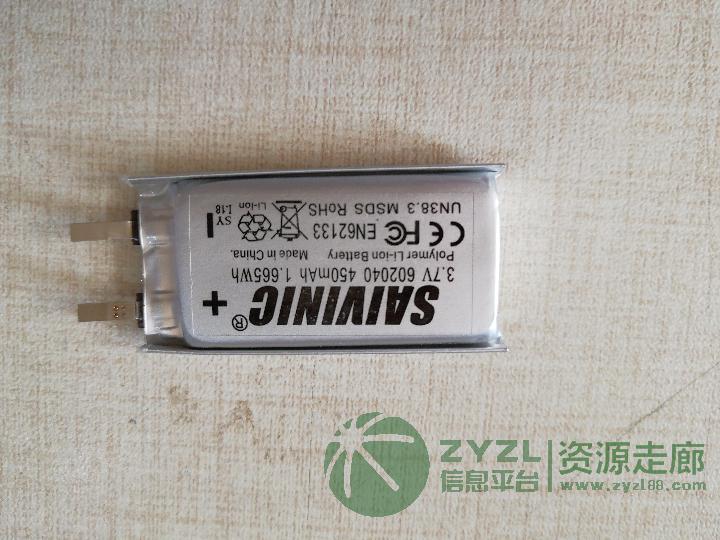 SAIVINIC®
3.7V 602040 450mAh 1.665Wh
Polymer Li-ion Battery Made in China.
CE FC EN62133
UN38.3 MSDS RoHS
Li-ion
SY
I-18
+
-
ZYZL 资源走廊
信息平台 www.zyzl88.com